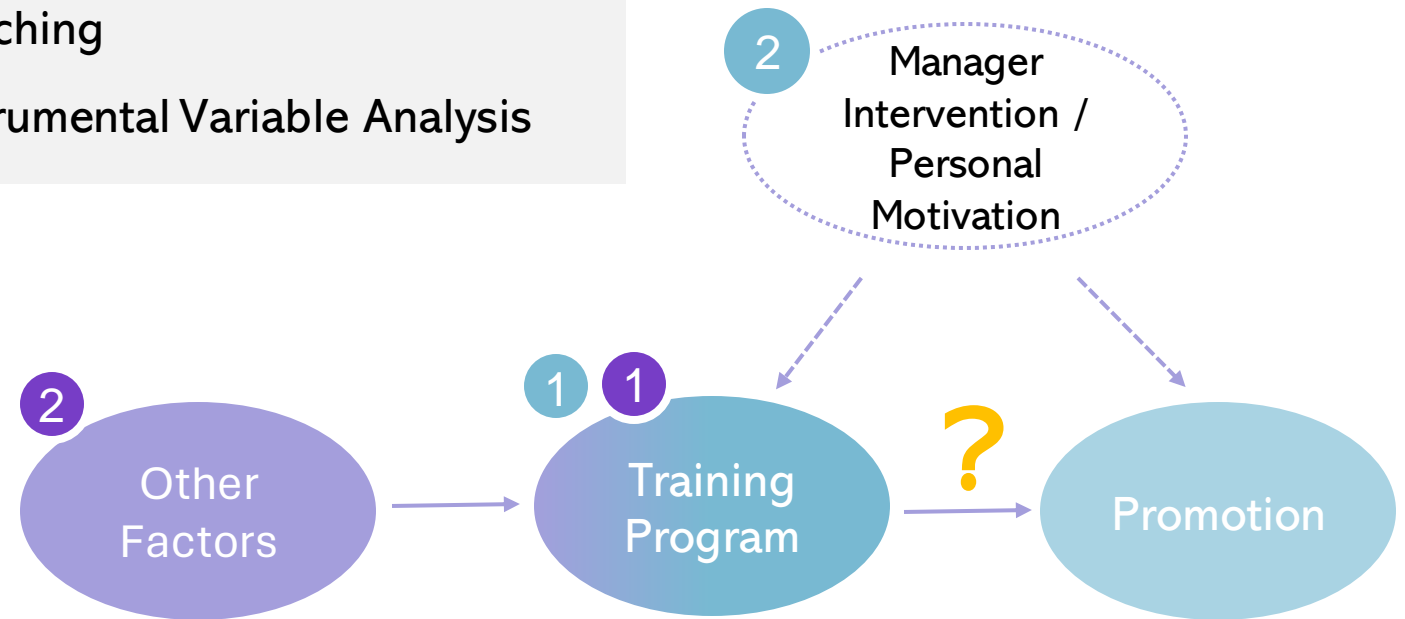 ching
rumental Variable Analysis
2
Manager
Intervention /
Personal
Motivation
2
1
1
?
Other
Factors
Training
Program
Promotion